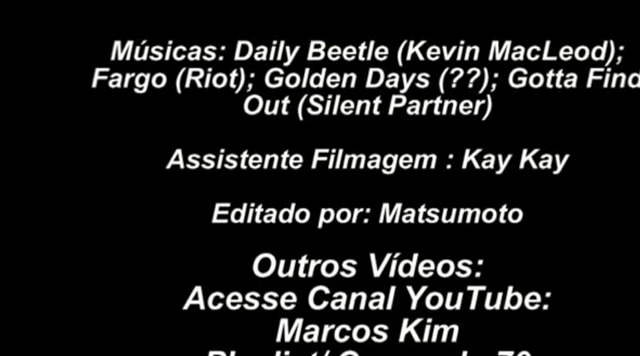 Músicas: Daily Beetle (Kevin MacLeod);
Fargo (Riot); Golden Days (??); Gotta Find
Out (Silent Partner)
Assistente Filmagem : Kay Kay
Editado por: Matsumoto
Outros Vídeos:
Acesse Canal YouTube:
Marcos Kim